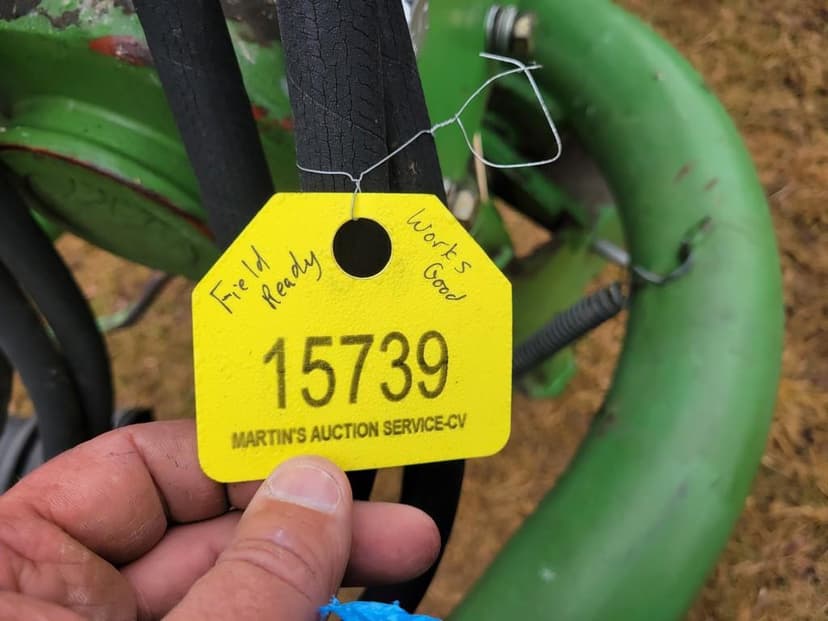 Field
Ready
Works
Good
15739
MARTIN'S AUCTION SERVICE-CV